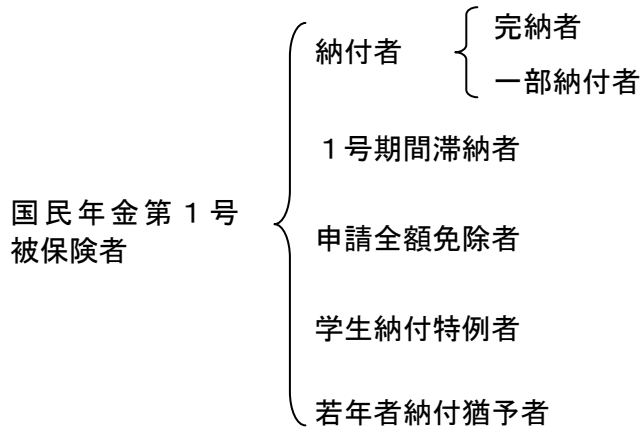 国民年金第１号
被保険者
納付者
完納者
一部納付者
１号期間滞納者
申請全額免除者
学生納付特例者
若年者納付猶予者